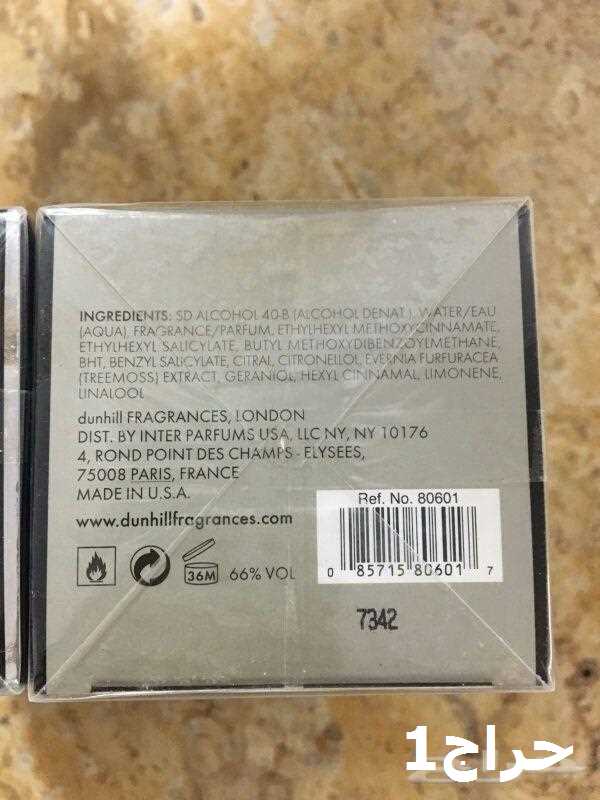 INGREDIENTS: SD ALCOHOL 40-B (ALCOHOL DENAT.), WATER/EAU
(AQUA), FRAGRANCE/PARFUM, ETHYLHEXYL METHOXYCINNAMATE,
ETHYLHEXYL SALICYLATE, BUTYL METHOXYDIBENZOYLMETHANE,
BHT, BENZYL SALICYLATE, CITRAL, CITRONELLOL, EVERNIA FURFURACEA
(TREEMOSS) EXTRACT, GERANIOL, HEXYL CINNAMAL, LIMONENE,
LINALOOL
dunhill FRAGRANCES, LONDON
DIST. BY INTER PARFUMS USA, LLC NY, NY 10176
4, ROND POINT DES CHAMPS - ELYSEES,
75008 PARIS, FRANCE
MADE IN U.S.A.
www.dunhillfragrances.com
36M 66% VOL
Ref. No. 80601
0 85715 80601 7
7342
حراج1